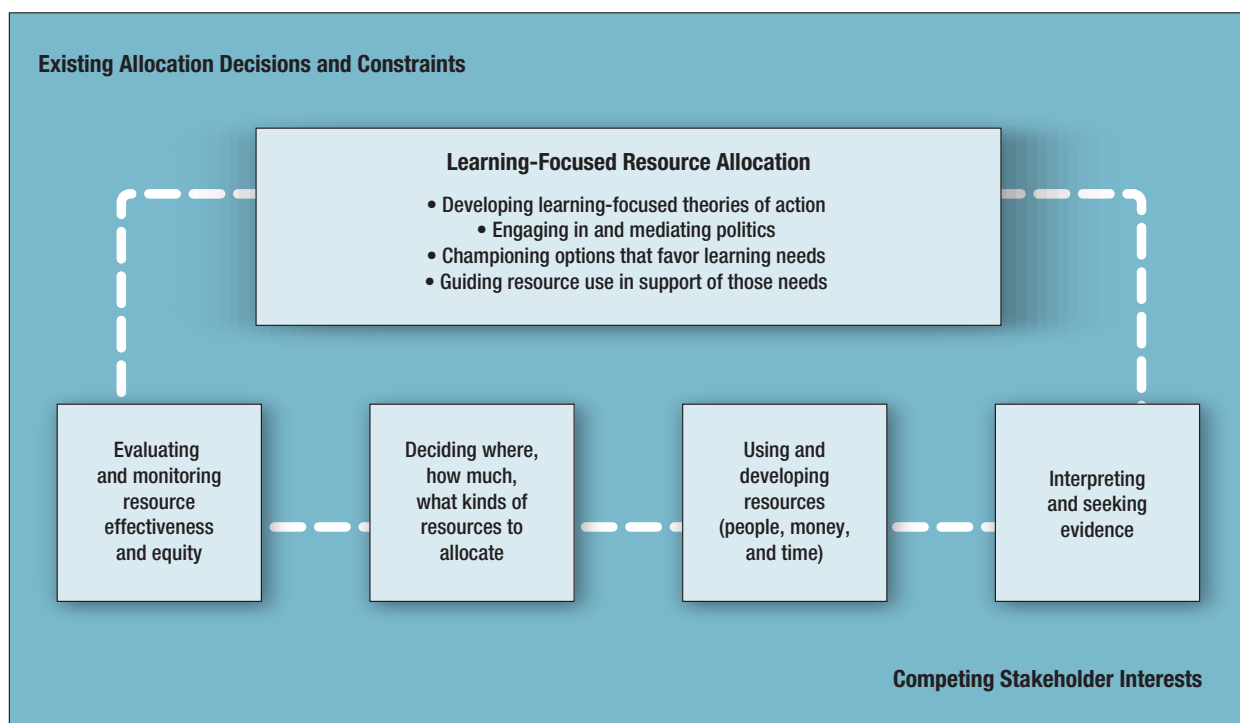 Existing Allocation Decisions and Constraints
Learning-Focused Resource Allocation
• Developing learning-focused theories of action
• Engaging in and mediating politics
• Championing options that favor learning needs
• Guiding resource use in support of those needs
Evaluating
and monitoring
resource
effectiveness
and equity
Deciding where,
how much,
what kinds of
resources to
allocate
Using and
developing
resources
(people, money,
and time)
Interpreting
and seeking
evidence
Competing Stakeholder Interests